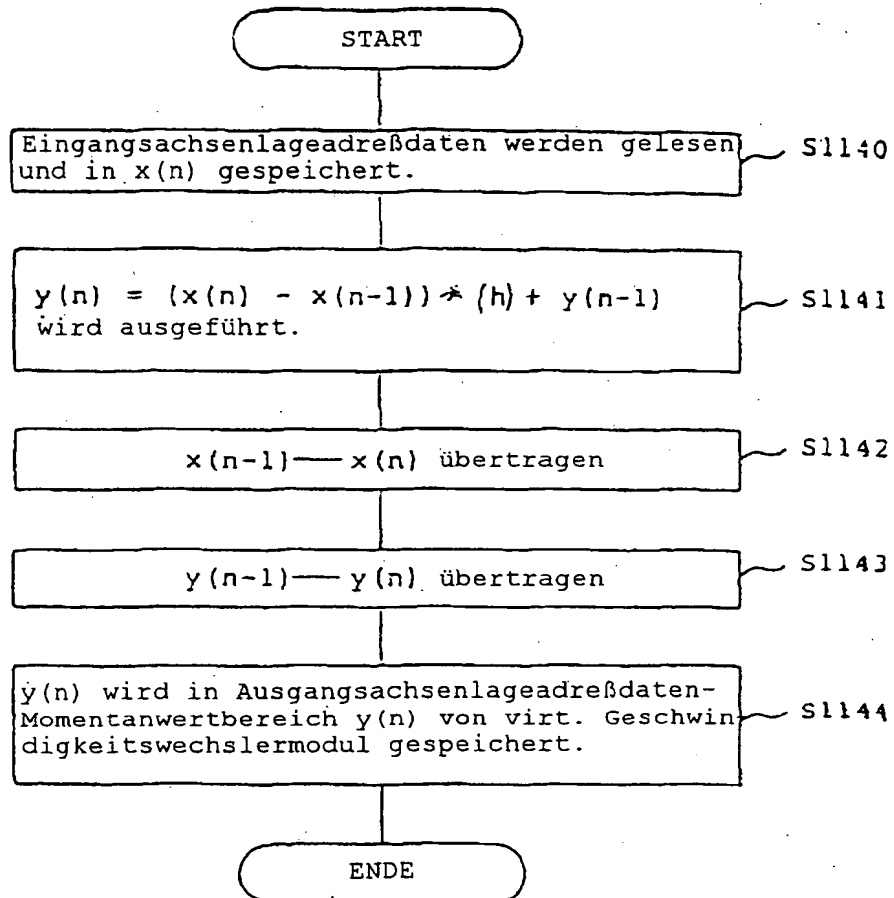 START
Eingangsachsenlageadreßdaten werden gelesen
und in x(n) gespeichert.
S1140
y(n) = (x(n) - x(n-1)) * (h) + y(n-1)
wird ausgeführt.
S1141
x(n-1) — x(n) übertragen
S1142
y(n-1) — y(n) übertragen
S1143
y(n) wird in Ausgangsachsenlageadreßdaten-
Momentanwertbereich y(n) von virt. Geschwin
digkeitswechslermodul gespeichert.
S1144
ENDE